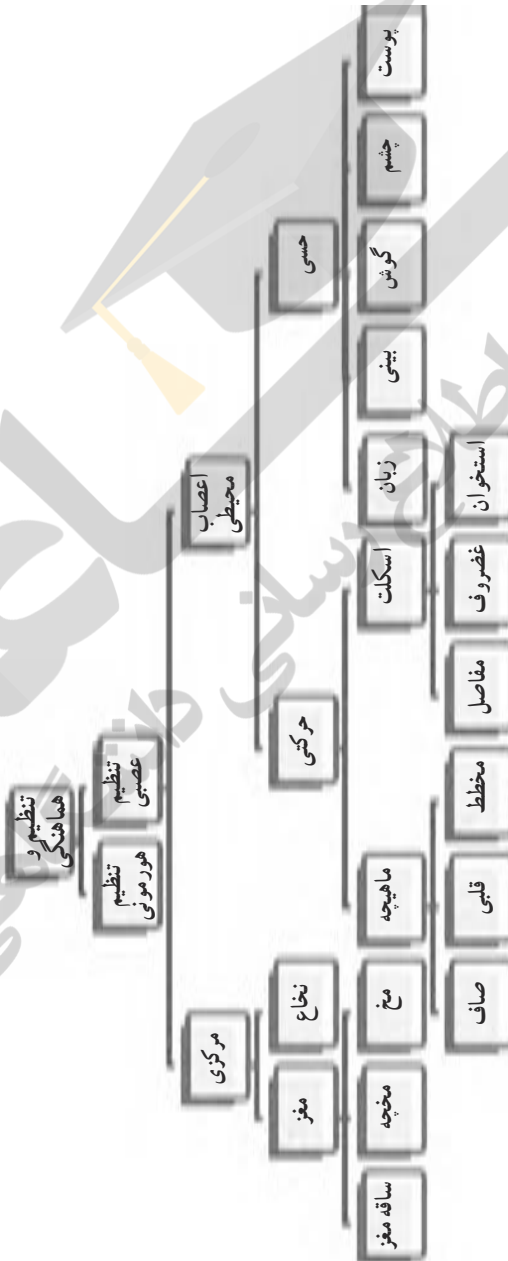 تنظیم و
هماهنگی
تنظیم
عصبی
تنظیم
هورمونی
اعصاب
محیطی
مرکزی
حسی
حرکتی
نخاع
مغز
پوست
چشم
گوش
بینی
زبان
اسکلت
ماهیچه
مخ
مخچه
ساقه مغز
استخوان
غضروف
مفاصل
مخطط
قلبی
صاف